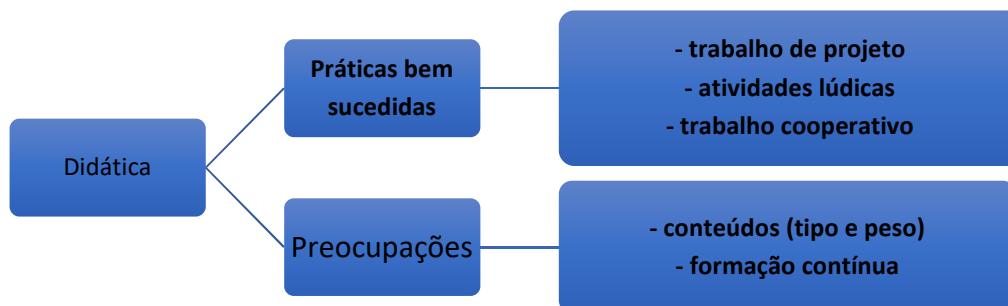 Didática
Práticas bem
sucedidas
- trabalho de projeto
- atividades lúdicas
- trabalho cooperativo
Preocupações
- conteúdos (tipo e peso)
- formação contínua